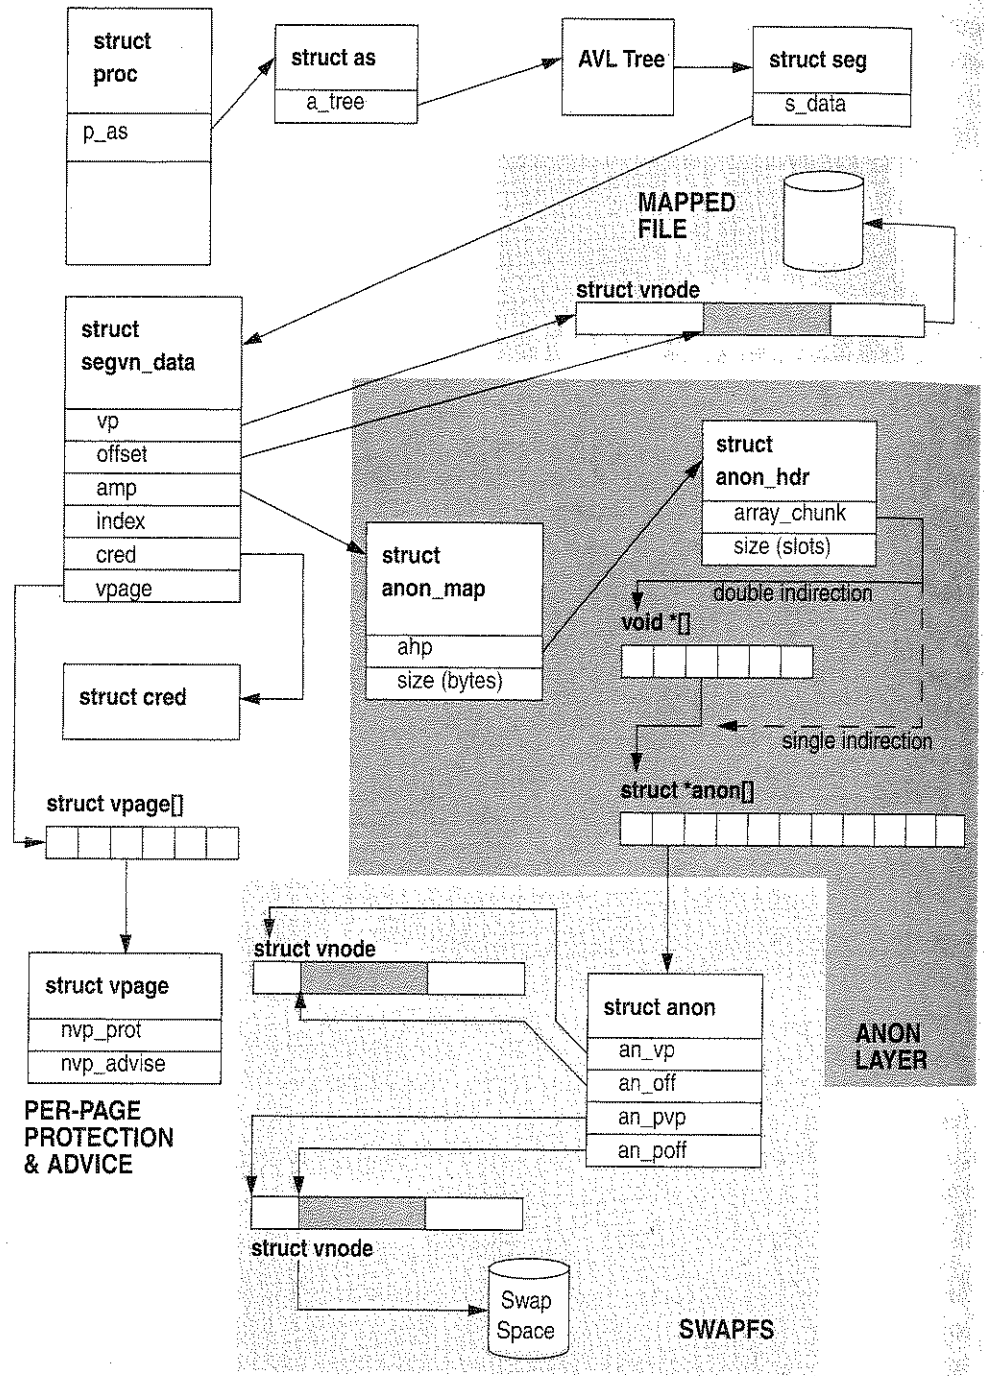 struct
proc
p_as
struct as
a_tree
AVL Tree
struct seg
s_data
MAPPED
FILE
struct vnode
struct
segvn_data
vp
offset
amp
index
cred
vpage
struct
anon_hdr
array_chunk
size (slots)
double indirection
void *[]
struct
anon_map
ahp
size (bytes)
struct cred
single indirection
struct *anon[]
struct vpage[]
struct vnode
struct vpage
nvp_prot
nvp_advise
struct anon
an_vp
an_off
an_pvp
an_poff
ANON
LAYER
PER-PAGE
PROTECTION
& ADVICE
struct vnode
Swap
Space
SWAPFS